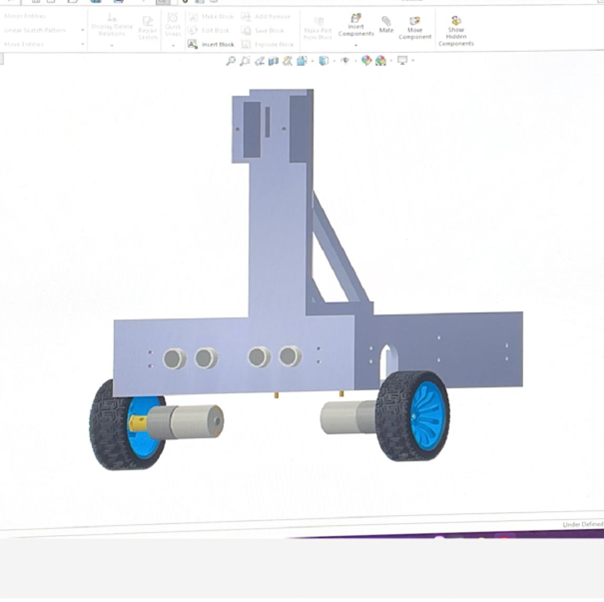 Mirror Entities
Linear Sketch Pattern
Move Entities
Display/Delete
Relations
Repair
Sketch
Quick
Snaps
Make Block
Edit Block
Insert Block
Add/Remove
Save Block
Explode Block
Make Part
from Block
Insert
Components
Mate
Move
Component
Show
Hidden
Components
Under Defined